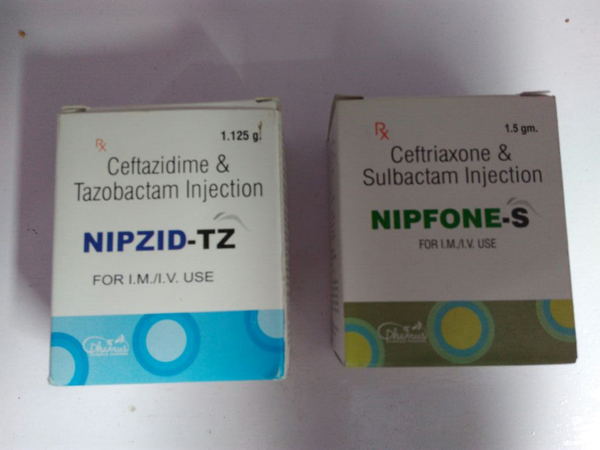 Rx
1.125 g.
Ceftazidime &
Tazobactam Injection
NIPZID-TZ
FOR I.M./I.V. USE
Rx
1.5 gm.
Ceftriaxone &
Sulbactam Injection
NIPFONE-S
FOR I.M./I.V. USE